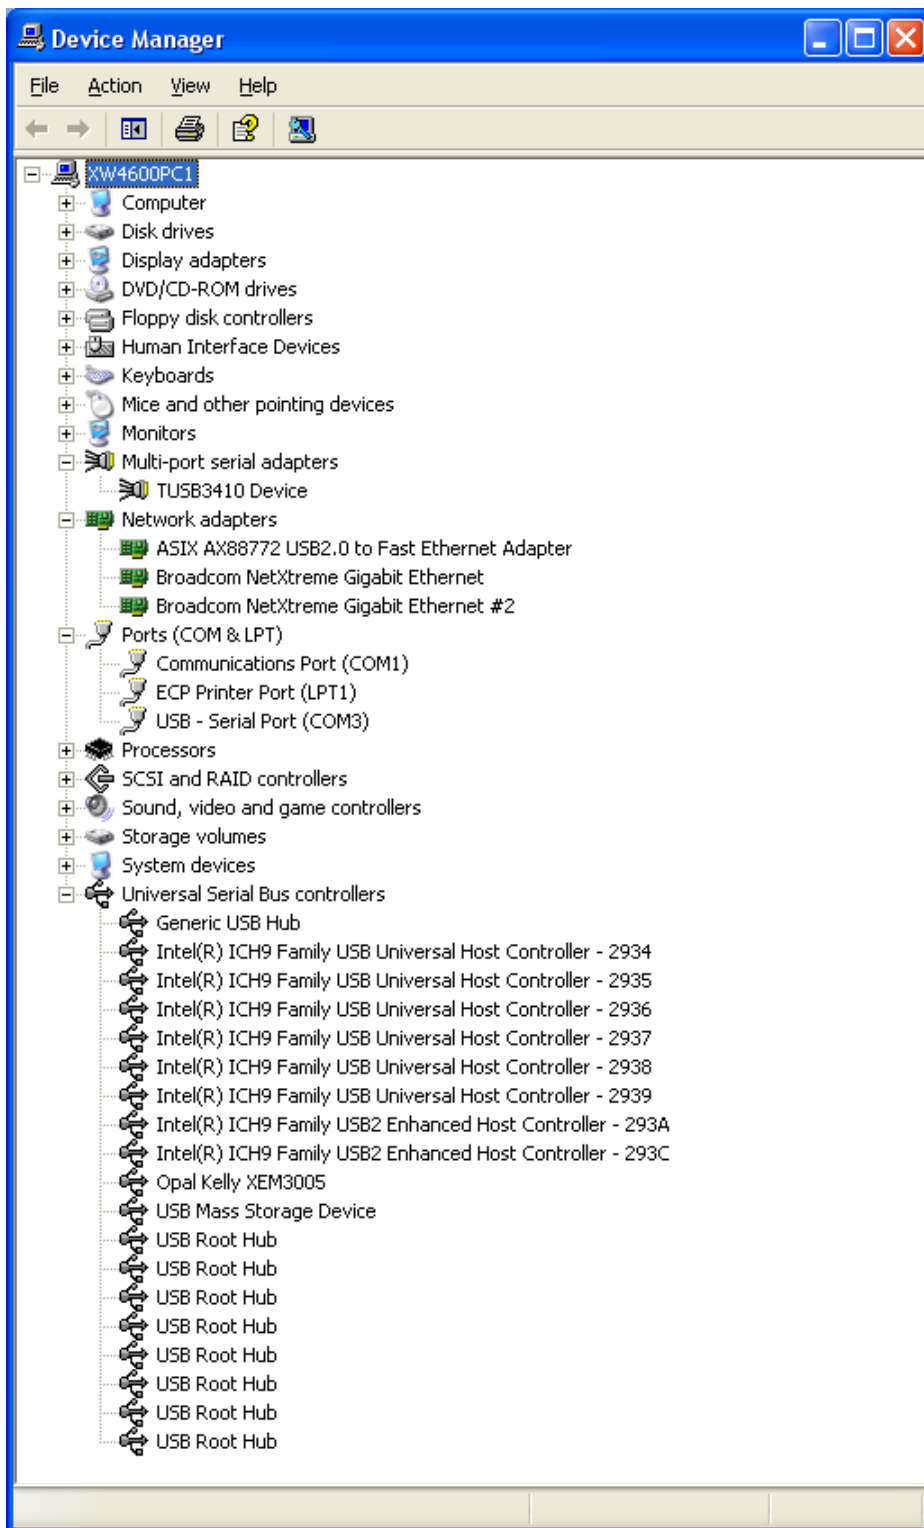 Device Manager
File Action View Help
XW4600PC1
Computer
Disk drives
Display adapters
DVD/CD-ROM drives
Floppy disk controllers
Human Interface Devices
Keyboards
Mice and other pointing devices
Monitors
Multi-port serial adapters
TUSB3410 Device
Network adapters
ASIX AX88772 USB2.0 to Fast Ethernet Adapter
Broadcom NetXtreme Gigabit Ethernet
Broadcom NetXtreme Gigabit Ethernet #2
Ports (COM & LPT)
Communications Port (COM1)
ECP Printer Port (LPT1)
USB - Serial Port (COM3)
Processors
SCSI and RAID controllers
Sound, video and game controllers
Storage volumes
System devices
Universal Serial Bus controllers
Generic USB Hub
Intel(R) ICH9 Family USB Universal Host Controller - 2934
Intel(R) ICH9 Family USB Universal Host Controller - 2935
Intel(R) ICH9 Family USB Universal Host Controller - 2936
Intel(R) ICH9 Family USB Universal Host Controller - 2937
Intel(R) ICH9 Family USB Universal Host Controller - 2938
Intel(R) ICH9 Family USB Universal Host Controller - 2939
Intel(R) ICH9 Family USB2 Enhanced Host Controller - 293A
Intel(R) ICH9 Family USB2 Enhanced Host Controller - 293C
Opal Kelly XEM3005
USB Mass Storage Device
USB Root Hub
USB Root Hub
USB Root Hub
USB Root Hub
USB Root Hub
USB Root Hub
USB Root Hub
USB Root Hub